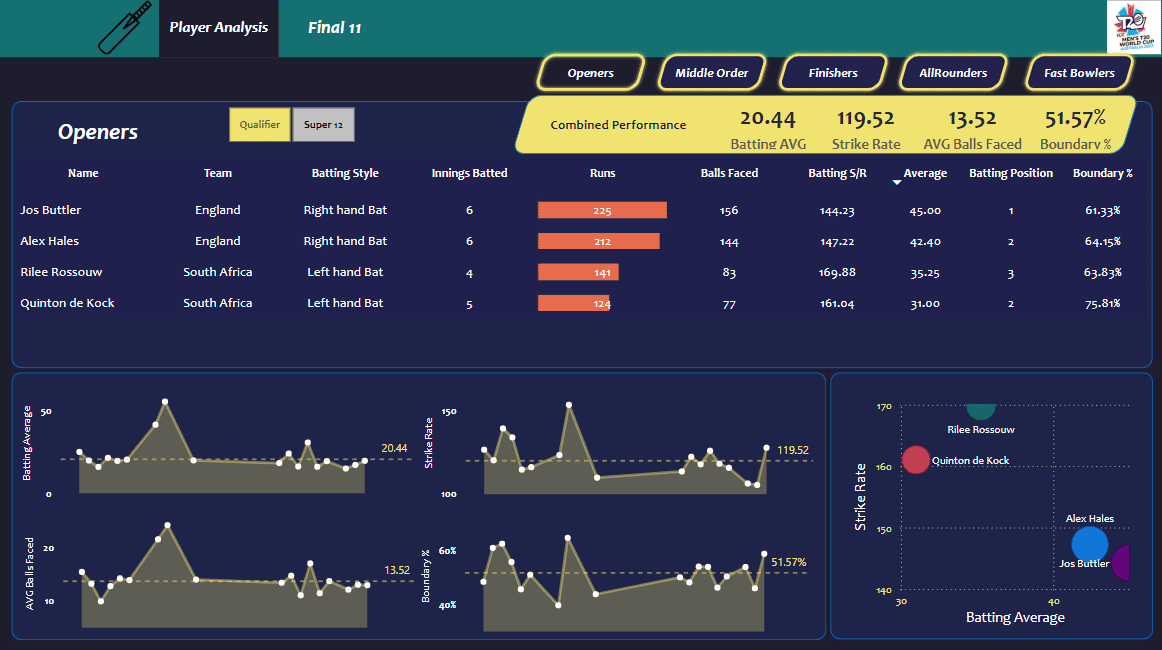 Player Analysis
Final 11
T20
ICC
MEN'S T20
WORLD CUP
AUSTRALIA 2022
Openers
Middle Order
Finishers
AllRounders
Fast Bowlers
Openers
Qualifier
Super 12
Combined Performance
20.44
119.52
13.52
51.57%
Batting AVG
Strike Rate
AVG Balls Faced
Boundary %
Name Team Batting Style Innings Batted Runs Balls Faced Batting S/R Average Batting Position Boundary %
Jos Buttler England Right hand Bat 6 225 156 144.23 45.00 1 61.33%
Alex Hales England Right hand Bat 6 212 144 147.22 42.40 2 64.15%
Rilee Rossouw South Africa Left hand Bat 4 141 83 169.88 35.25 3 63.83%
Quinton de Kock South Africa Left hand Bat 5 124 77 161.04 31.00 2 75.81%
Batting Average
50
0
20.44
Strike Rate
150
100
119.52
AVG Balls Faced
20
10
13.52
Boundary %
60%
40%
51.57%
Strike Rate
170
160
150
140
30
40
Batting Average
Rilee Rossouw
Quinton de Kock
Alex Hales
Jos Buttler